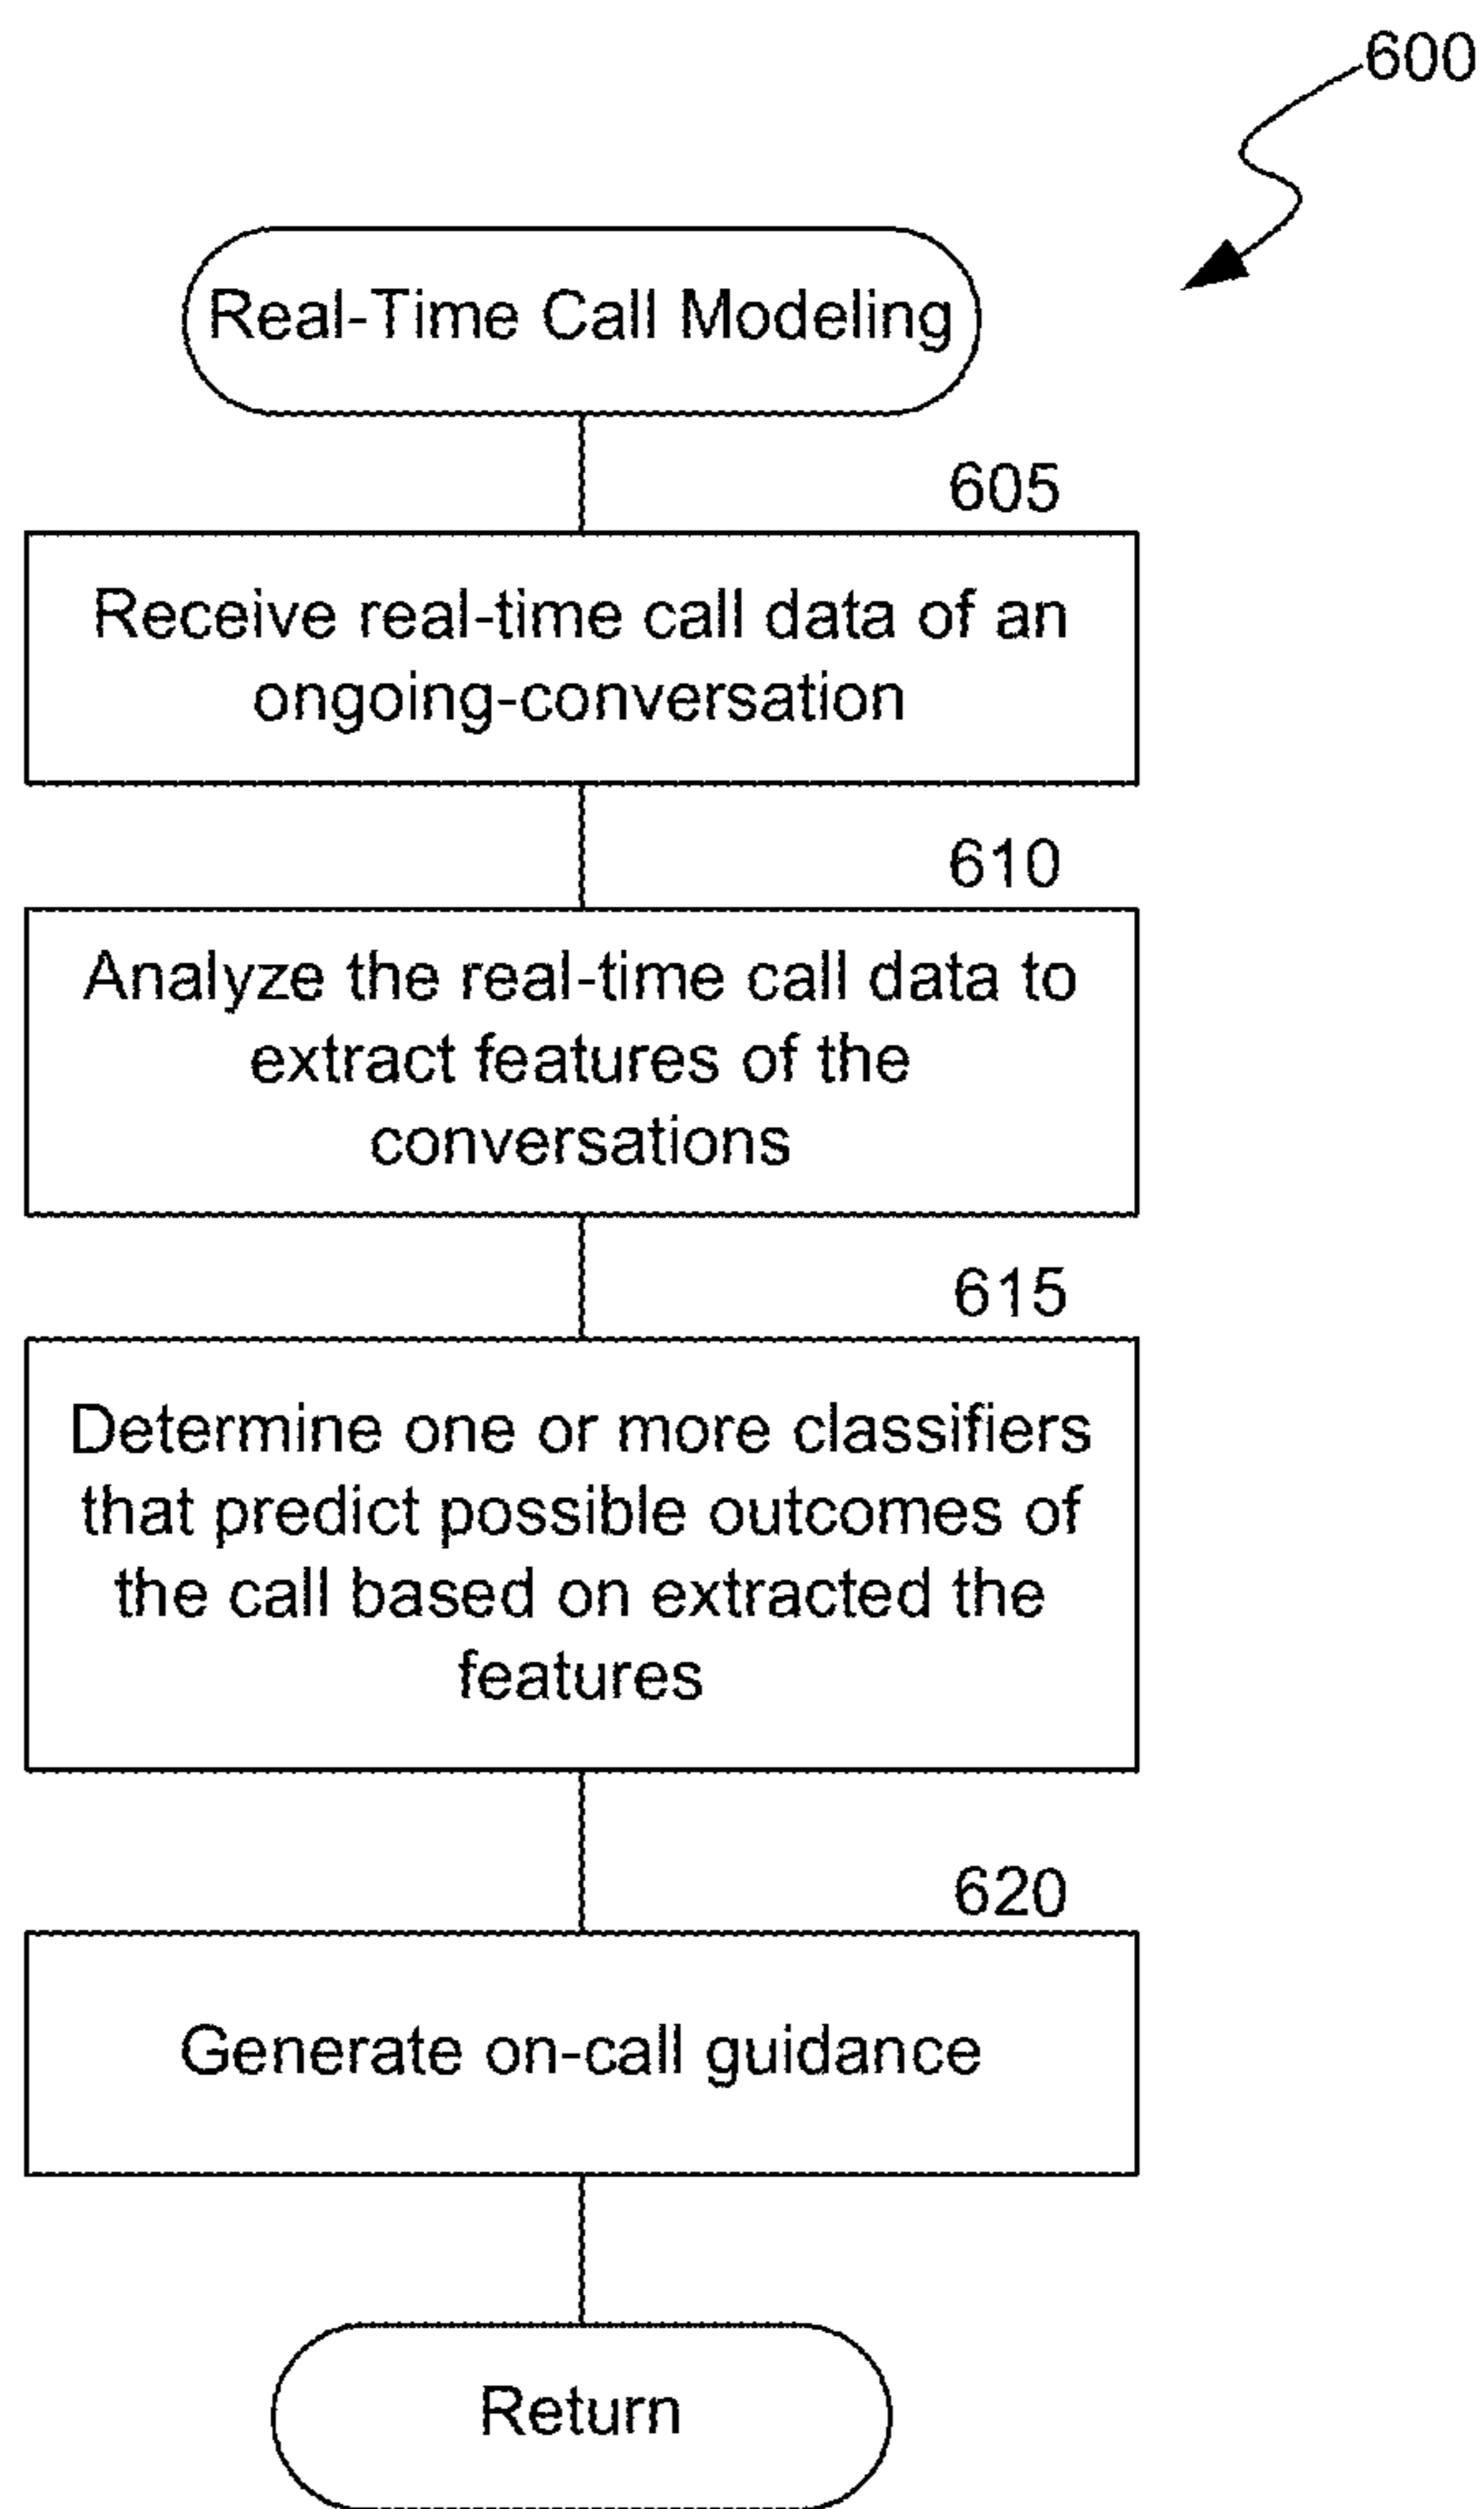 600
Real-Time Call Modeling
605
Receive real-time call data of an
ongoing-conversation
610
Analyze the real-time call data to
extract features of the
conversations
615
Determine one or more classifiers
that predict possible outcomes of
the call based on extracted the
features
620
Generate on-call guidance
Return